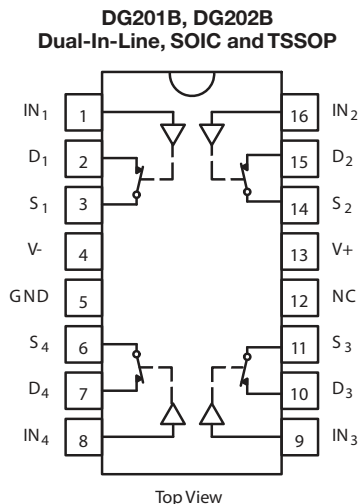 DG201B, DG202B
Dual-In-Line, SOIC and TSSOP
IN1 1 16 IN2
D1 2 15 D2
S1 3 14 S2
V- 4 13 V+
GND 5 12 NC
S4 6 11 S3
D4 7 10 D3
IN4 8 9 IN3
Top View